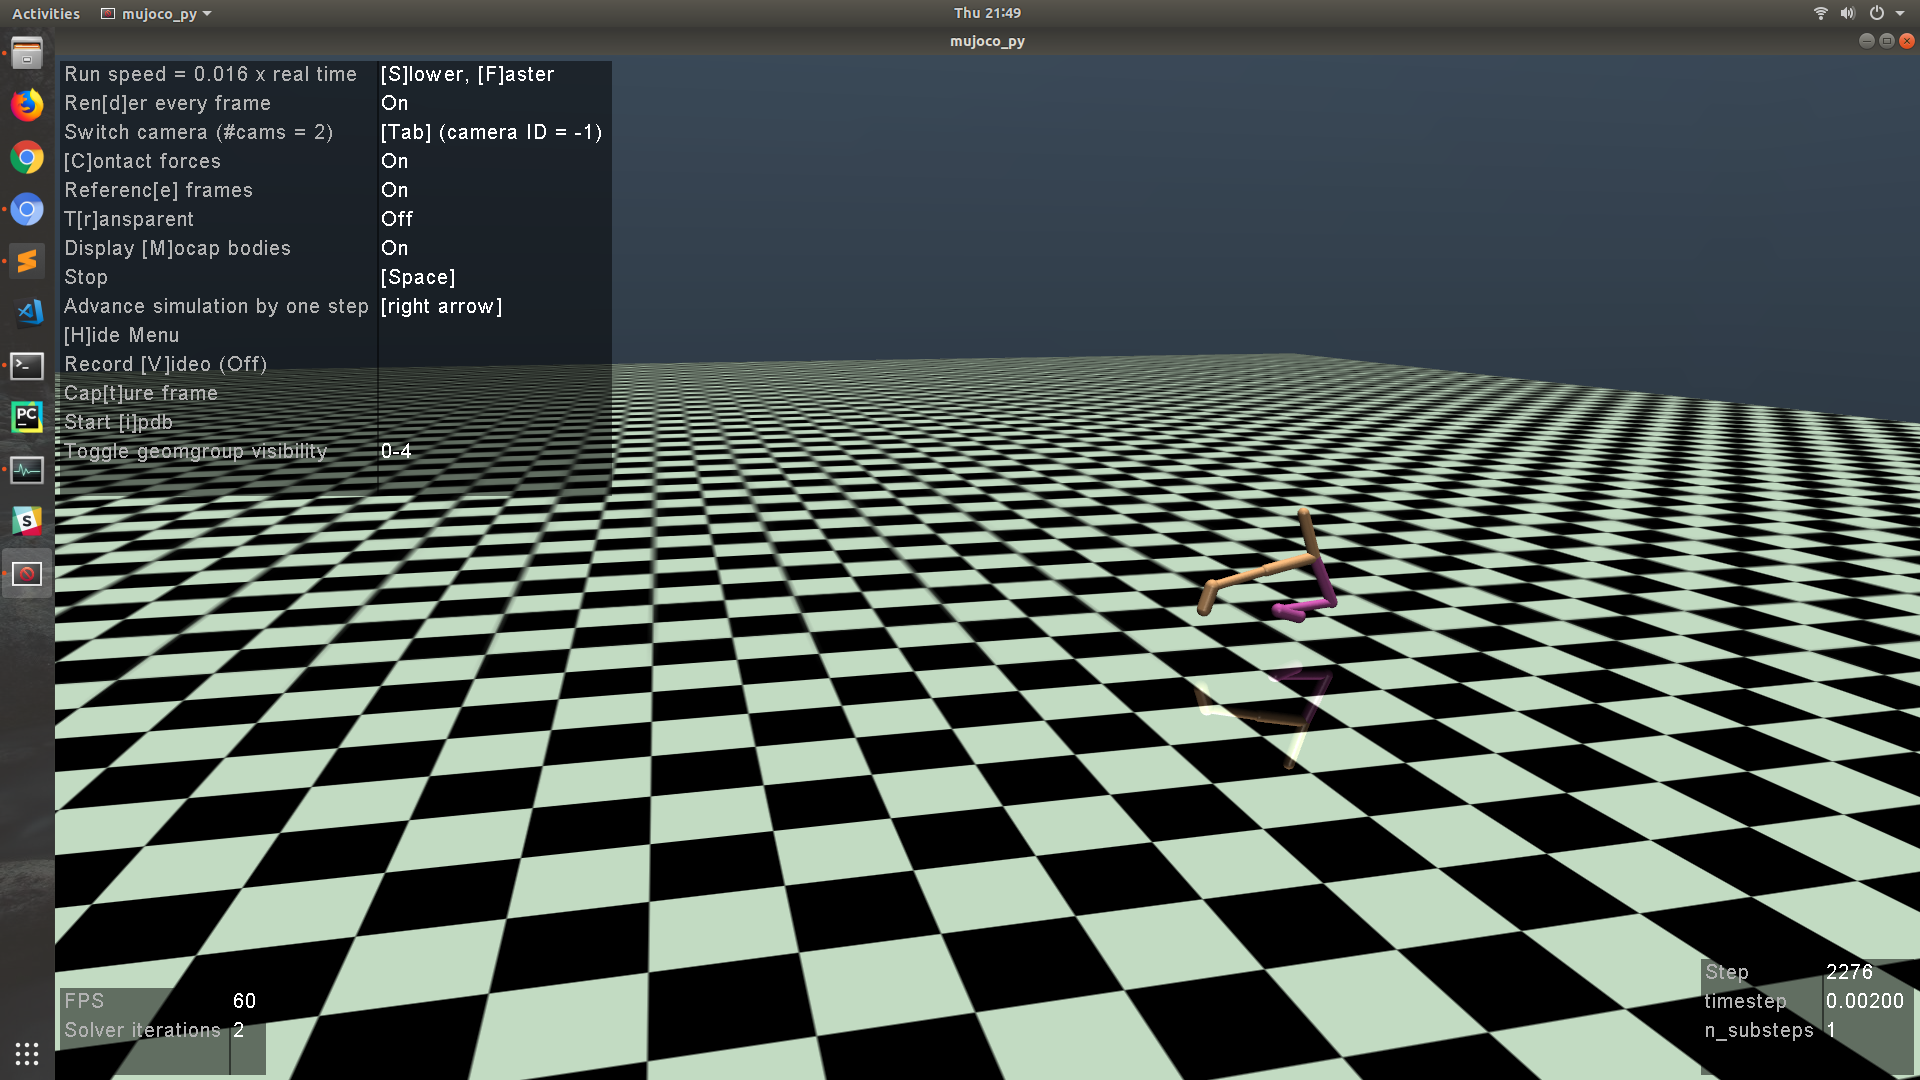 Activities mujoco_py Thu 21:49
mujoco_py
Run speed = 0.016 x real time [S]lower, [F]aster
Ren[d]er every frame On
Switch camera (#cams = 2) [Tab] (camera ID = -1)
[C]ontact forces On
Referenc[e] frames On
T[r]ansparent Off
Display [M]ocap bodies On
Stop [Space]
Advance simulation by one step [right arrow]
[H]ide Menu
Record [V]ideo (Off)
Cap[t]ure frame
Start [i]pdb
Toggle geomgroup visibility 0-4
PC
S
FPS 60
Solver iterations 2
Step 2276
timestep 0.00200
n_substeps 1